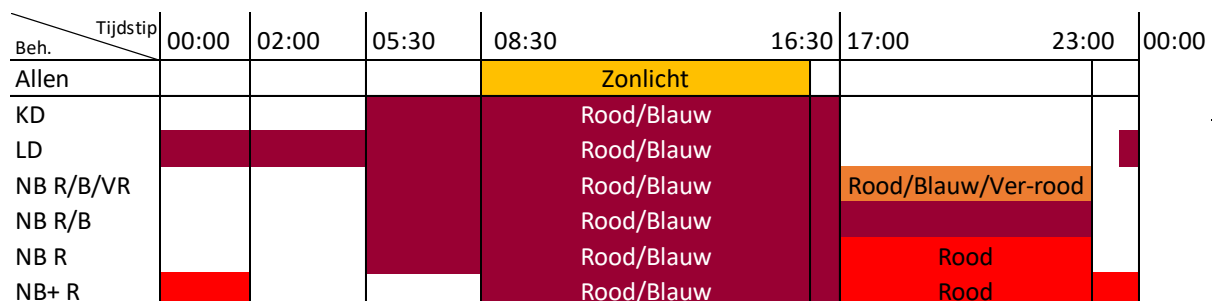 Tijdstip
Beh. 00:00 02:00 05:30 08:30 16:30 17:00 23:00 00:00
Allen Zonlicht
KD Rood/Blauw
LD Rood/Blauw
NB R/B/VR Rood/Blauw Rood/Blauw/Ver-rood
NB R/B Rood/Blauw
NB R Rood/Blauw Rood
NB+ R Rood/Blauw Rood